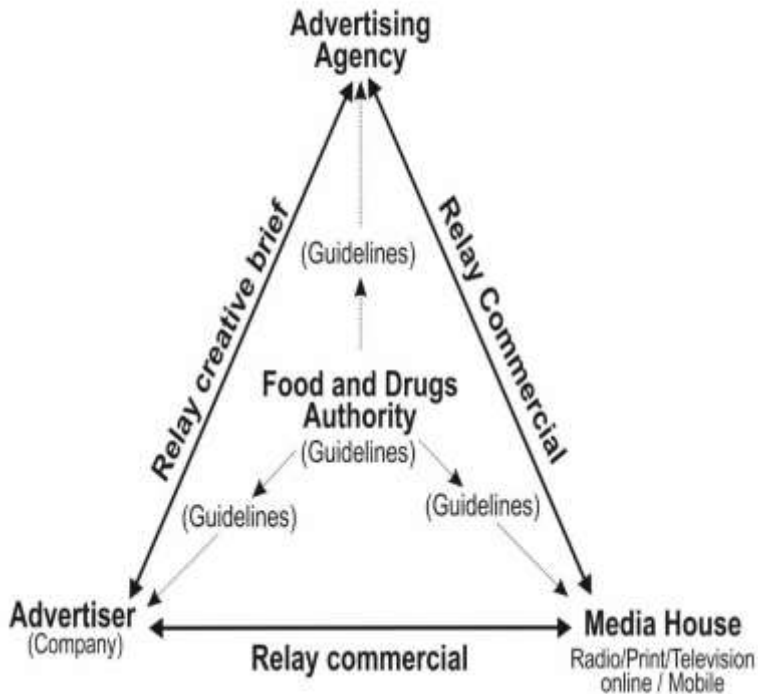 Advertising
Agency
Relay creative brief
Relay Commercial
(Guidelines)
Food and Drugs
Authority
(Guidelines)
(Guidelines)
(Guidelines)
Advertiser
(Company)
Relay commercial
Media House
Radio/Print/Television
online / Mobile